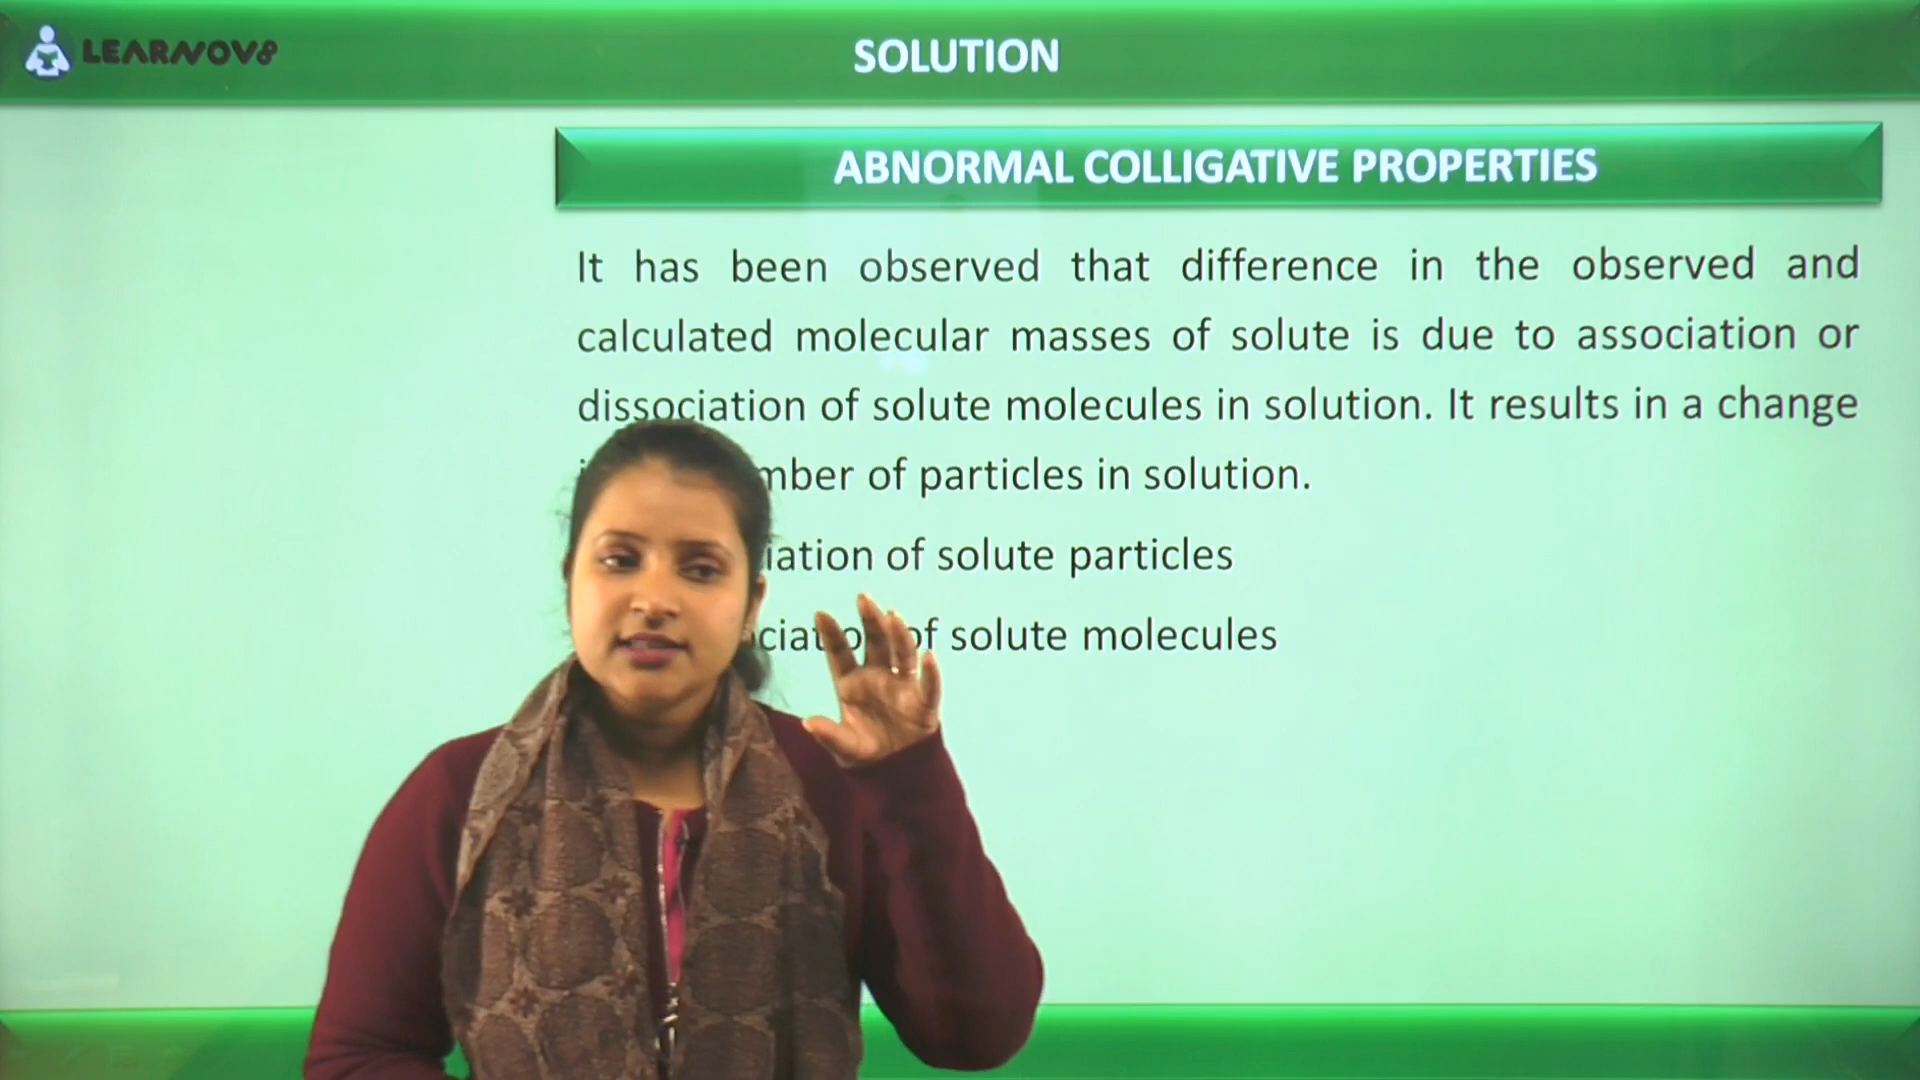 LEARNOV8
SOLUTION
ABNORMAL COLLIGATIVE PROPERTIES
It has been observed that difference in the observed and
calculated molecular masses of solute is due to association or
dissociation of solute molecules in solution. It results in a change
of particles in solution.
of solute particles
of solute molecules